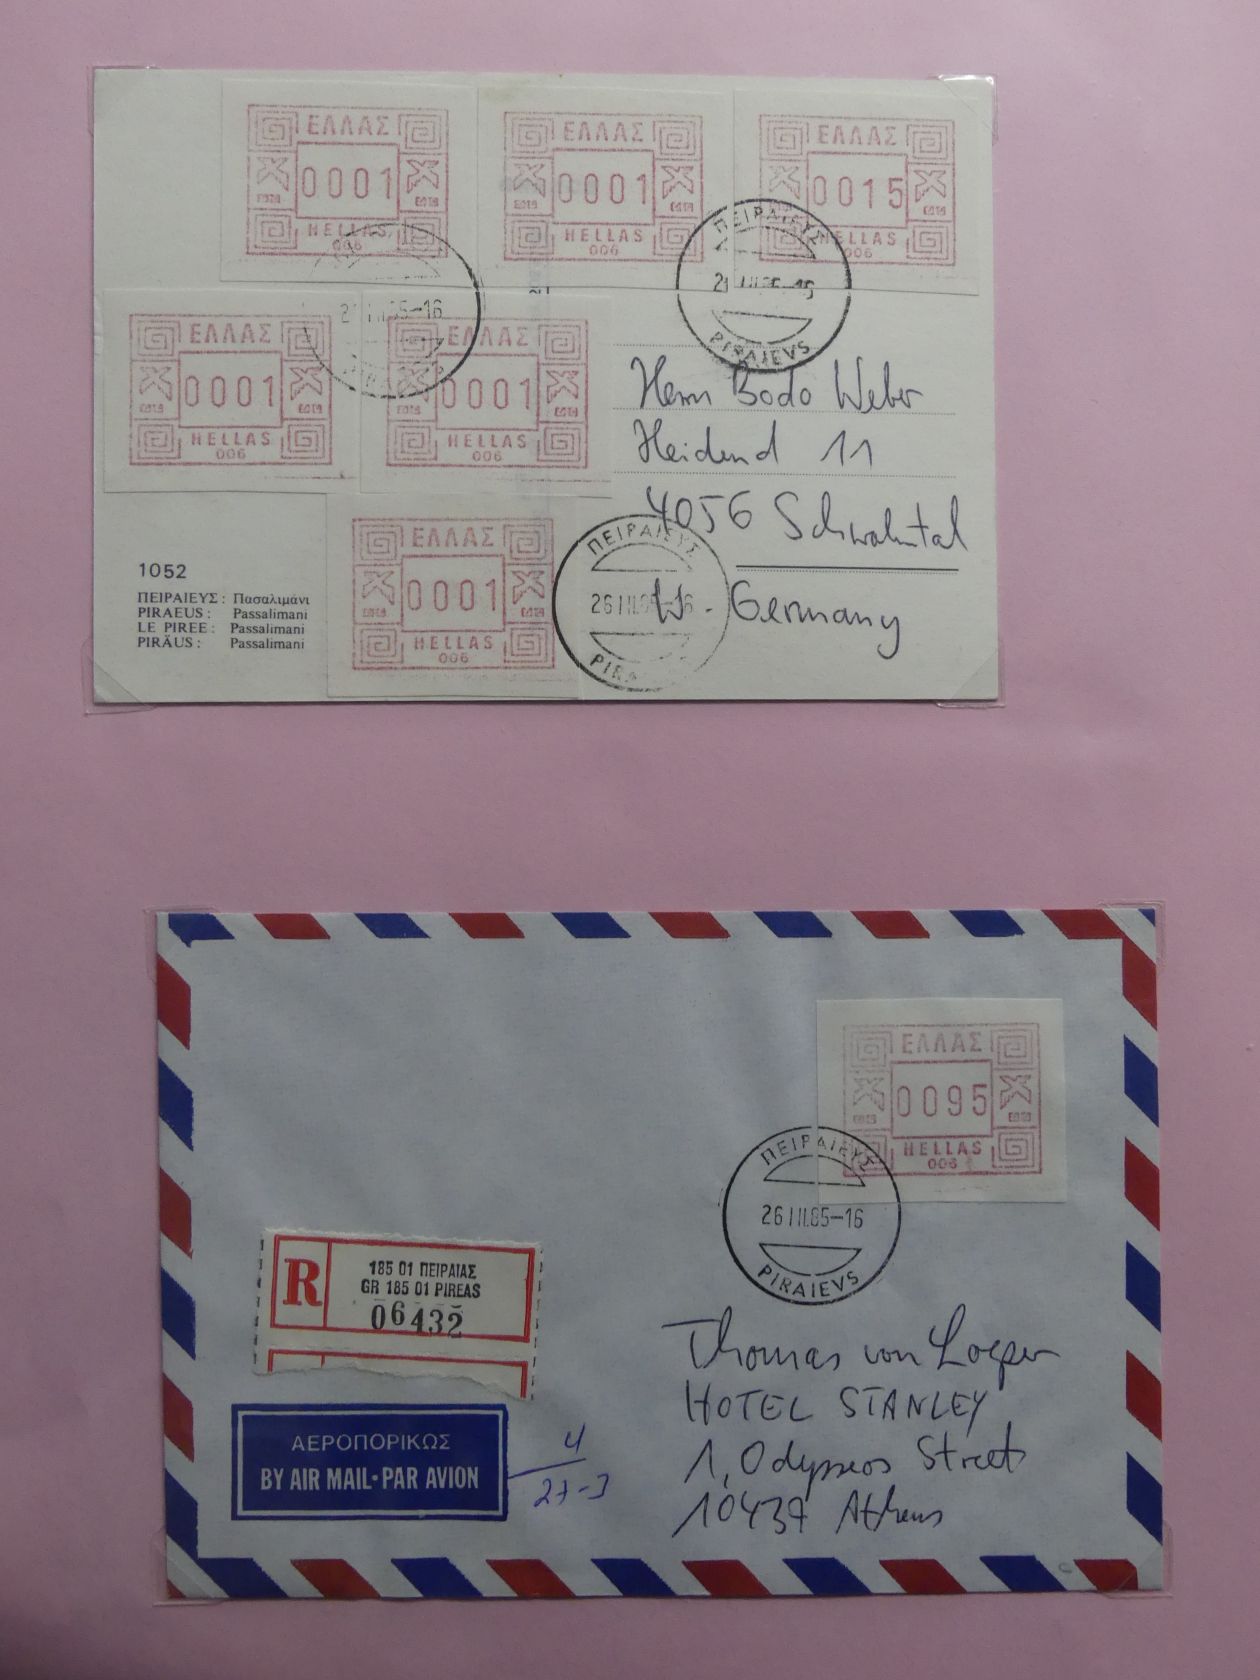 ΕΛΛΑΣ
0001
HELLAS
006
ΕΛΛΑΣ
0001
HELLAS
006
ΕΛΛΑΣ
0015
HELLAS
006
ΠΕΙΡΑΙΕΥΣ
PIRAIEVS
ΕΛΛΑΣ
0001
HELLAS
006
ΕΛΛΑΣ
0001
HELLAS
006
Herrn Bodo Weber
Heidend 11
4056 Schwalmtal
W. Germany
ΕΛΛΑΣ
0001
HELLAS
006
ΠΕΙΡΑΙΕΥΣ
1052
ΠΕΙΡΑΙΕΥΣ: Πασαλιμάνι
PIRAEUS: Passalimani
LE PIREE: Passalimani
PIRÄUS: Passalimani
ΕΛΛΑΣ
0095
HELLAS
006
ΠΕΙΡΑΙΕΥΣ
26 III.85-16
PIRAIEVS
R
185 01 ΠΕΙΡΑΙΑΣ
GR 185 01 PIREAS
06432
ΑΕΡΟΠΟΡΙΚΩΣ
BY AIR MAIL·PAR AVION
4
27-3
Thomas von Loeper
HOTEL STANLEY
1, Odysseos Street
10437 Athens